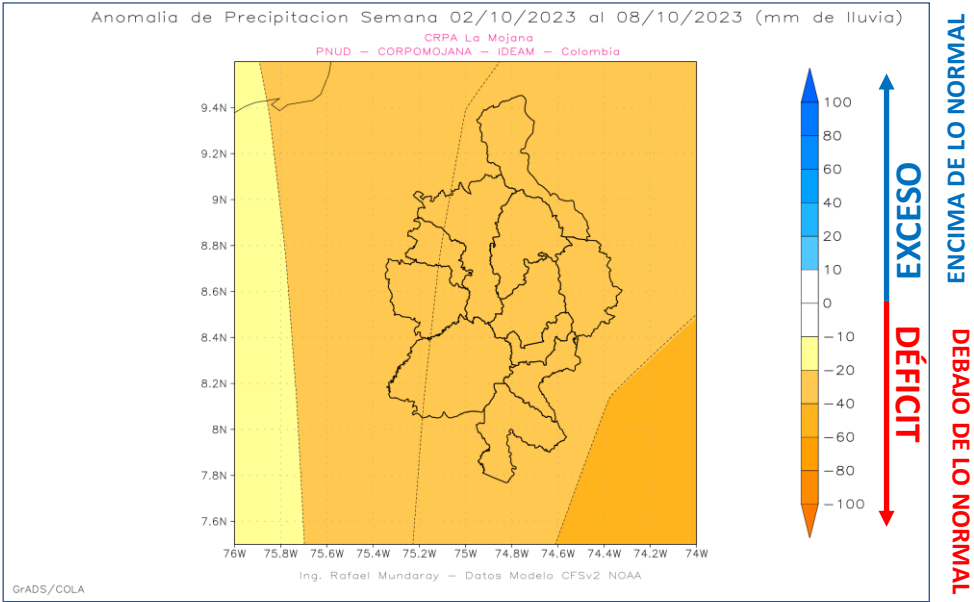 Anomalia de Precipitacion Semana 02/10/2023 al 08/10/2023 (mm de lluvia)
CRPA La Mojana
PNUD – CORPOMOJANA – IDEAM – Colombia
9.4N
9.2N
9N
8.8N
8.6N
8.4N
8.2N
8N
7.8N
7.6N
76W 75.8W 75.6W 75.4W 75.2W 75W 74.8W 74.6W 74.4W 74.2W 74W
100
80
60
40
20
10
0
−10
−20
−40
−60
−80
−100
EXCESO
DÉFICIT
ENCIMA DE LO NORMAL
DEBAJO DE LO NORMAL
Ing. Rafael Mundaray – Datos Modelo CFSv2 NOAA
GrADS/COLA